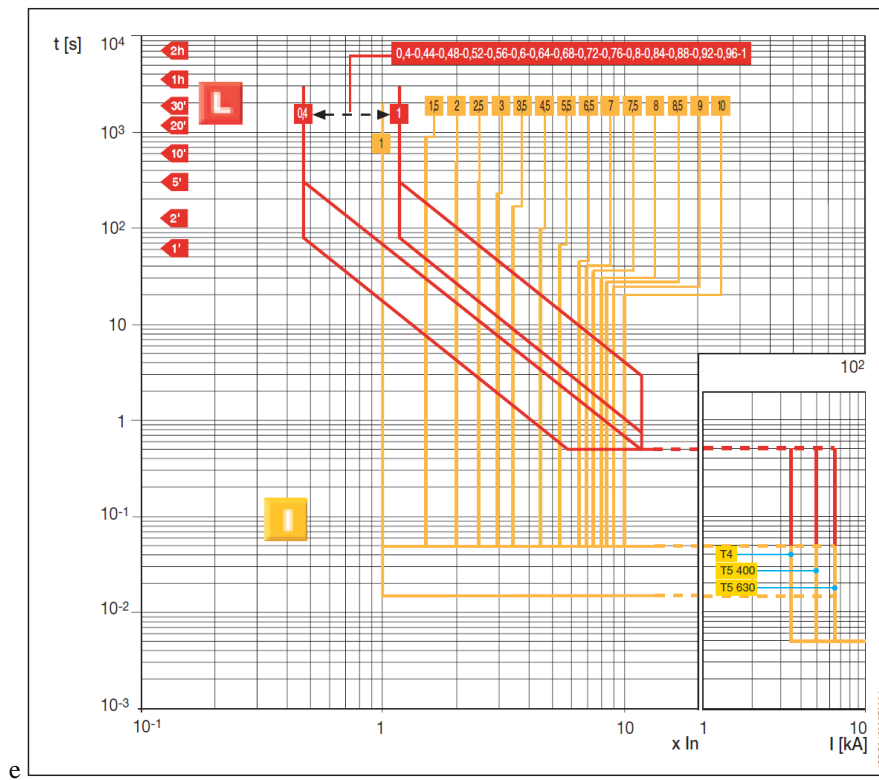 t [s]
10⁴
2h
0,4-0,44-0,48-0,52-0,56-0,6-0,64-0,68-0,72-0,76-0,8-0,84-0,88-0,92-0,96-1
1h
L
30'
1,5 2 2,5 3 3,5 4,5 5,5 6,5 7 7,5 8 8,5 9 10
0,4 1
20'
10³
1
10'
5'
10²
2'
1'
10
10²
1
10⁻¹
I
T4
T5 400
T5 630
10⁻²
10⁻³
10⁻¹ 1 10 1 10
x In I [kA]
e